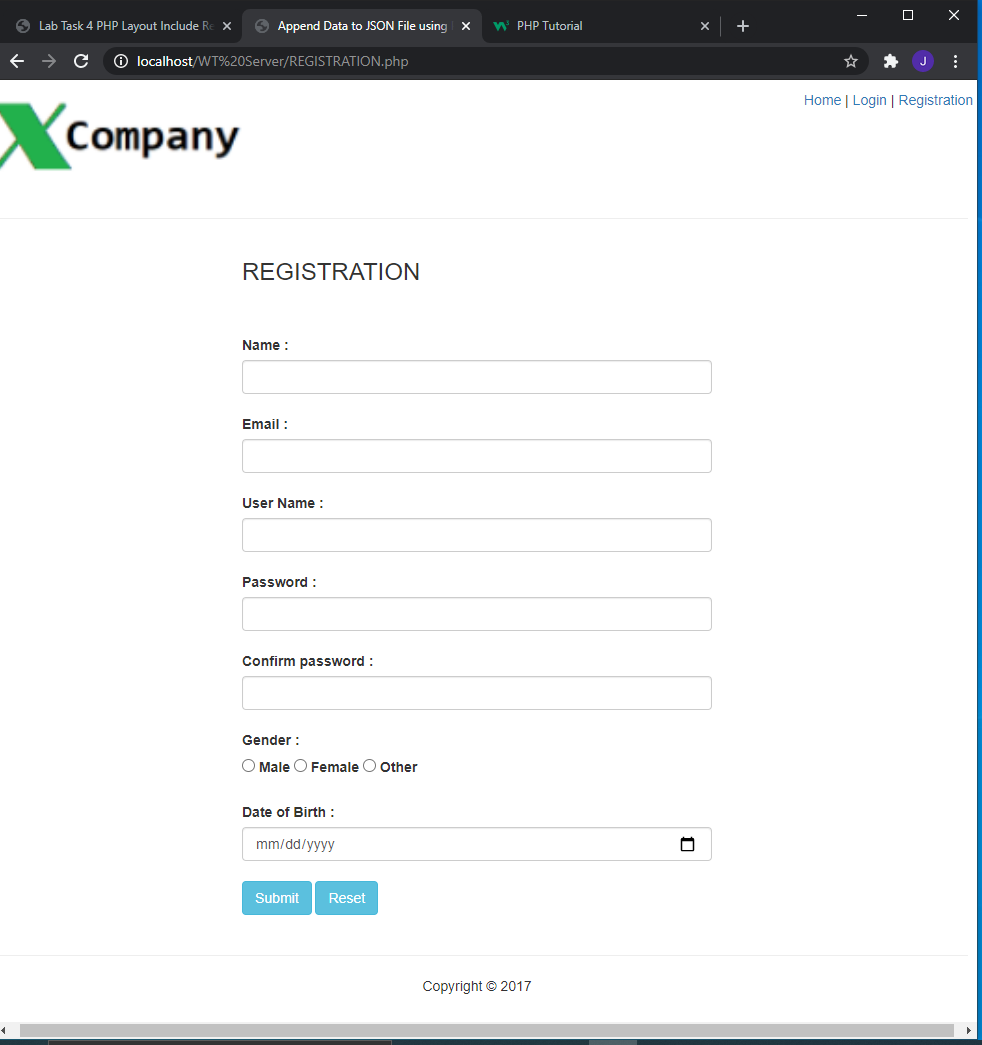 Lab Task 4 PHP Layout Include Re
Append Data to JSON File using
PHP Tutorial
localhost/WT%20Server/REGISTRATION.php
J
Home | Login | Registration
X Company
REGISTRATION
Name :
Email :
User Name :
Password :
Confirm password :
Gender :
Male Female Other
Date of Birth :
mm/dd/yyyy
Submit Reset
Copyright © 2017